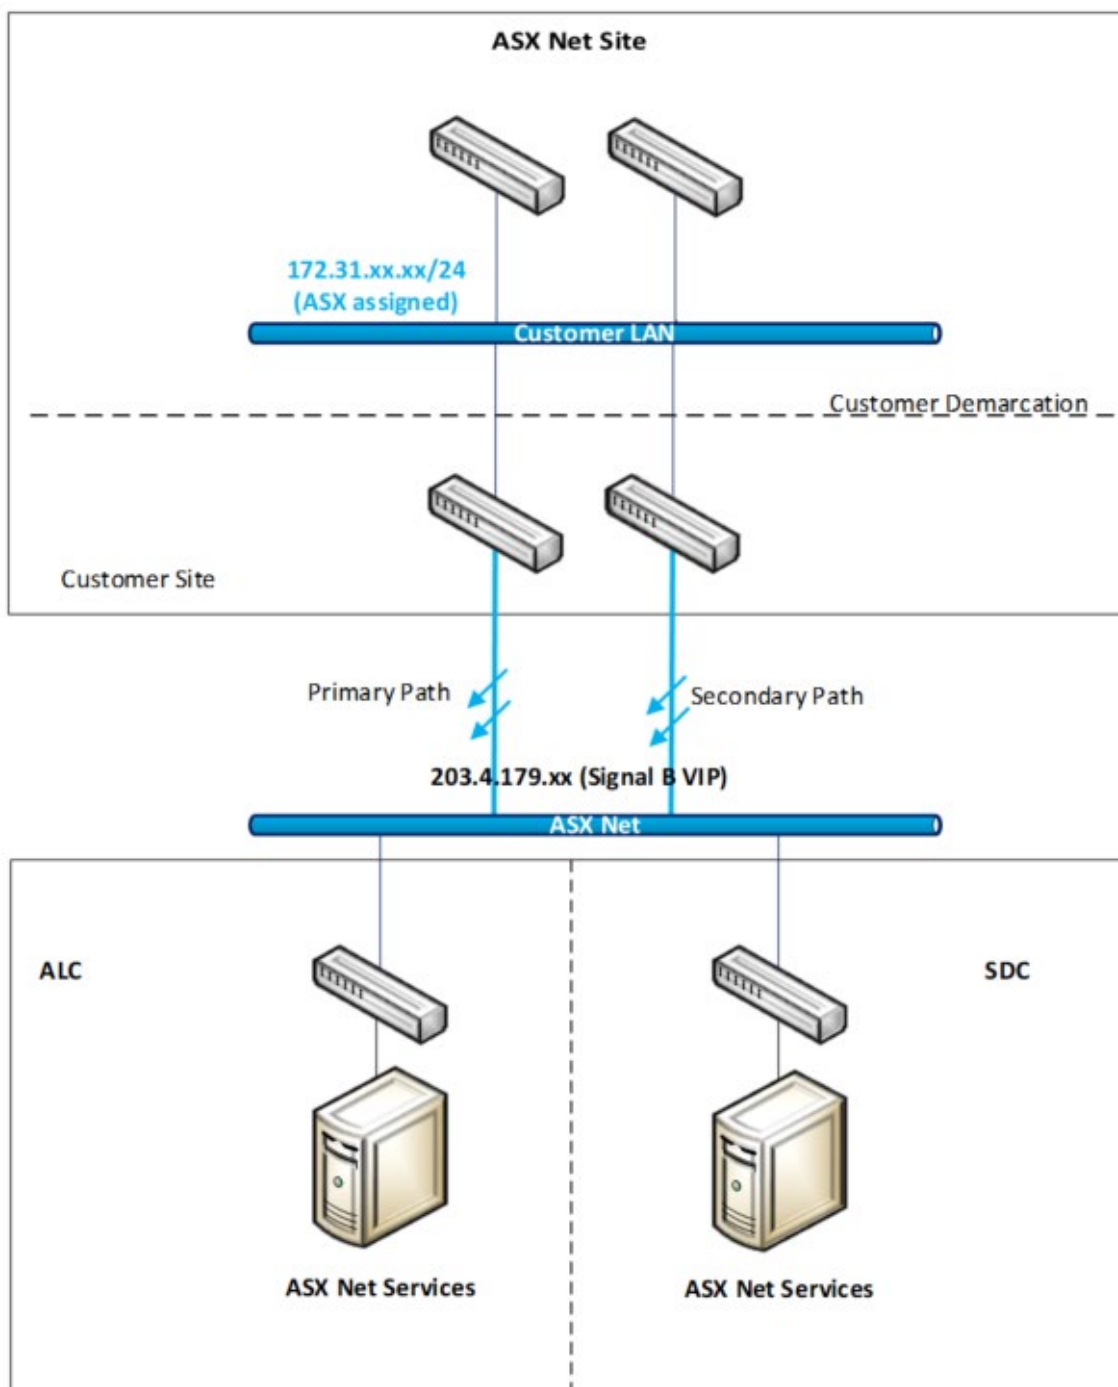 ASX Net Site
172.31.xx.xx/24
(ASX assigned)
Customer LAN
Customer Demarcation
Customer Site
Primary Path
Secondary Path
203.4.179.xx (Signal B VIP)
ASX Net
ALC
SDC
ASX Net Services
ASX Net Services